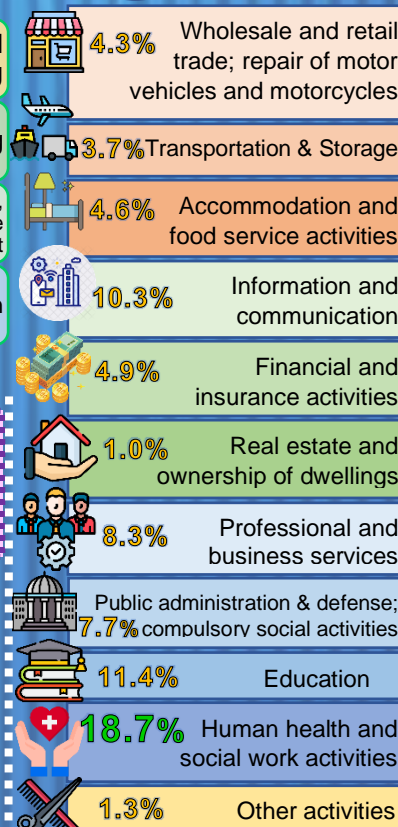 4.3% Wholesale and retail
trade; repair of motor
vehicles and motorcycles
3.7% Transportation & Storage
4.6% Accommodation and
food service activities
10.3% Information and
communication
4.9% Financial and
insurance activities
1.0% Real estate and
ownership of dwellings
8.3% Professional and
business services
Public administration & defense;
7.7% compulsory social activities
11.4% Education
18.7% Human health and
social work activities
1.3% Other activities